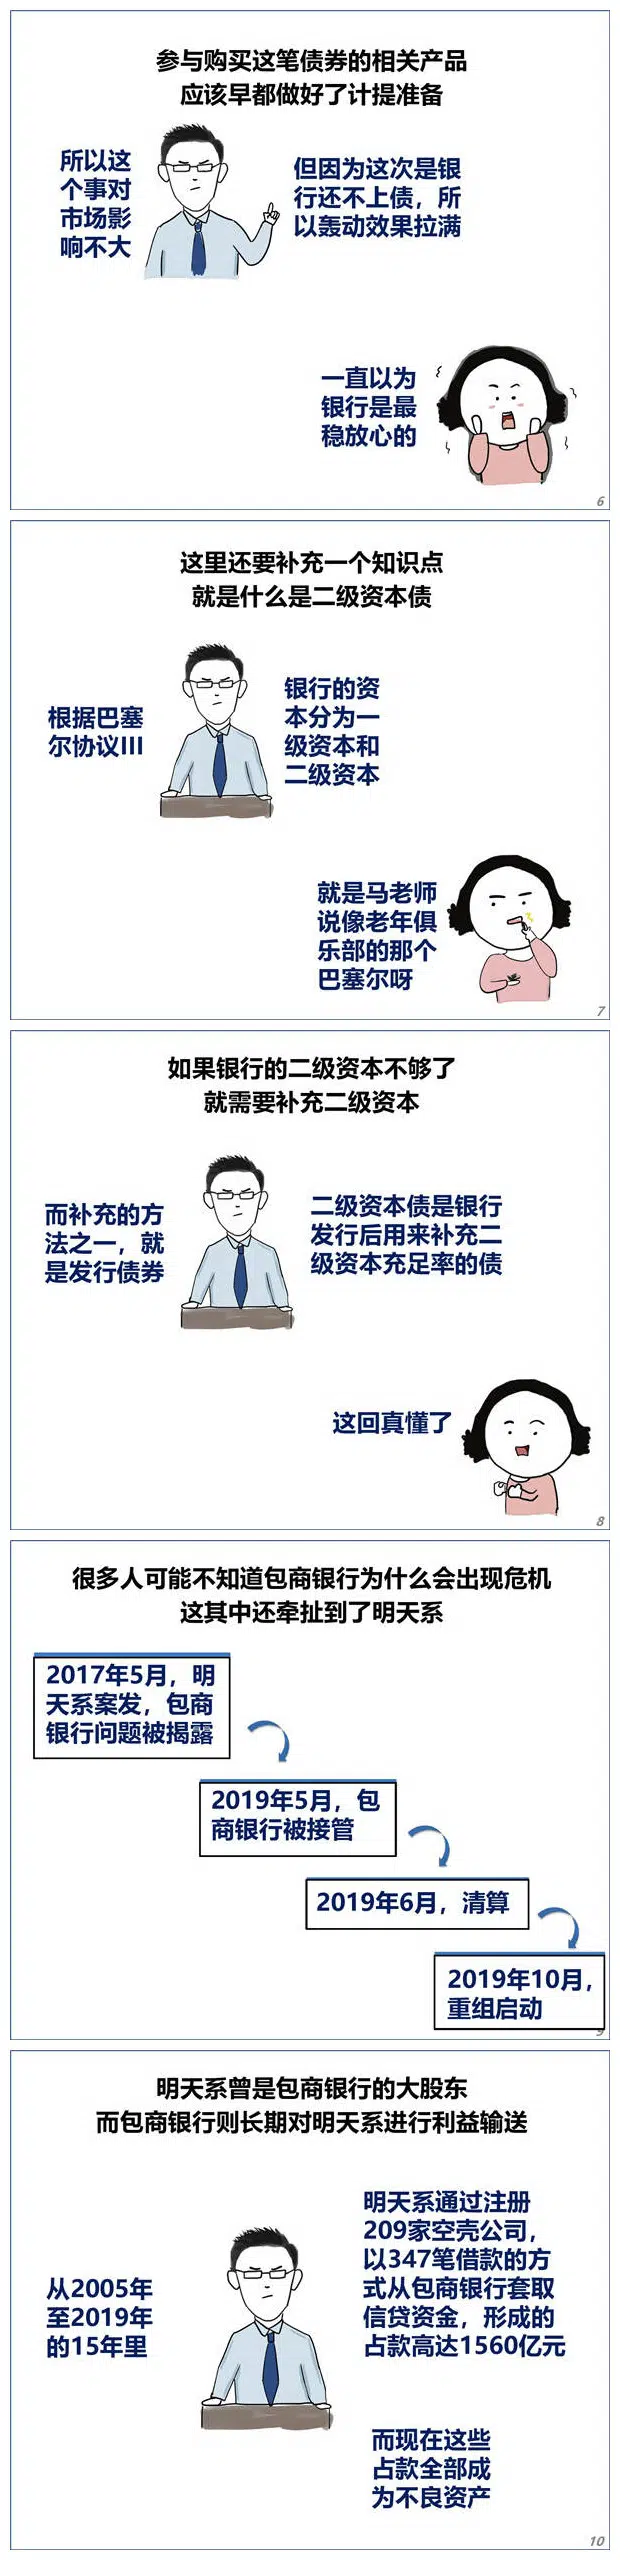 参与购买这笔债券的相关产品
应该早都做好了计提准备
所以这
个事对
市场影
响不大
但因为这次是银
行还不上债，所
以轰动效果拉满
一直以为
银行是最
稳放心的
6
这里还要补充一个知识点
就是什么是二级资本债
根据巴塞
尔协议III
银行的资
本分为一
级资本和
二级资本
就是马老师
说像老年俱
乐部的那个
巴塞尔呀
7
如果银行的二级资本不够了
就需要补充二级资本
而补充的方
法之一，就
是发行债券
二级资本债是银行
发行后用来补充二
级资本充足率的债
这回真懂了
8
很多人可能不知道包商银行为什么会出现危机
这其中还牵扯到了明天系
2017年5月，明
天系案发，包商
银行问题被揭露
2019年5月，包
商银行被接管
2019年6月，清算
2019年10月，
重组启动
9
明天系曾是包商银行的大股东
而包商银行则长期对明天系进行利益输送
从2005年
至2019年
的15年里
明天系通过注册
209家空壳公司，
以347笔借款的方
式从包商银行套取
信贷资金，形成的
占款高达1560亿元
而现在这些
占款全部成
为不良资产
10